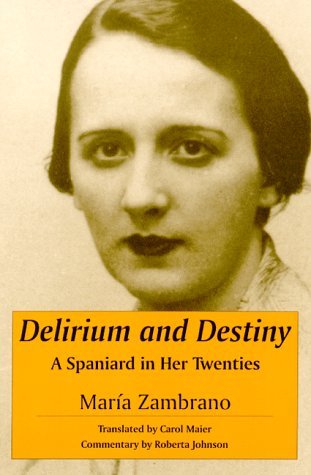 Delirium and Destiny
A Spaniard in Her Twenties
María Zambrano
Translated by Carol Maier
Commentary by Roberta Johnson